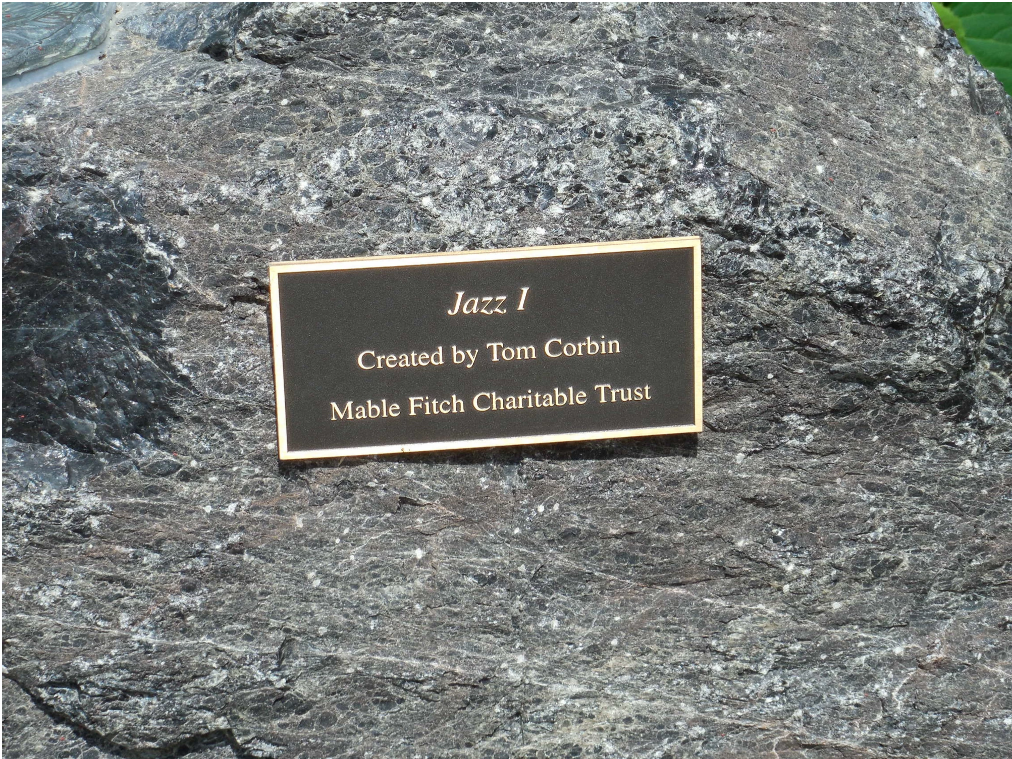 Jazz I
Created by Tom Corbin
Mable Fitch Charitable Trust